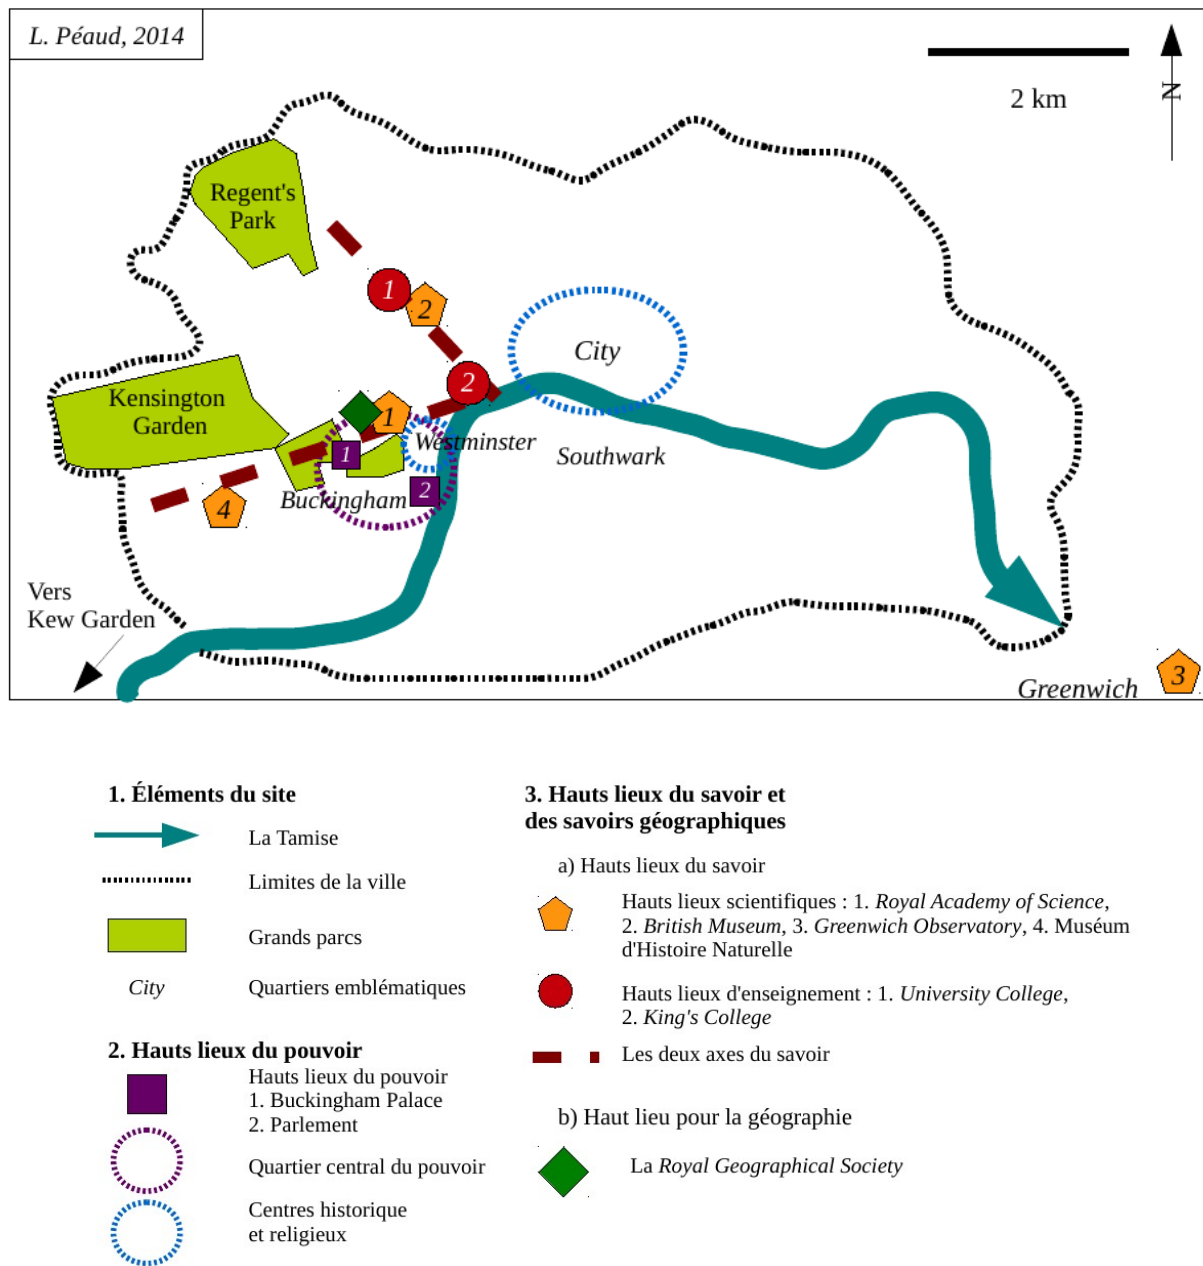 L. Péaud, 2014
2 km
N
Regent's
Park
1
2
City
2
Kensington
Garden
1
Westminster
1
Southwark
2
Buckingham
4
Vers
Kew Garden
3
Greenwich
1. Éléments du site
La Tamise
Limites de la ville
Grands parcs
City
Quartiers emblématiques
2. Hauts lieux du pouvoir
Hauts lieux du pouvoir
1. Buckingham Palace
2. Parlement
Quartier central du pouvoir
Centres historique
et religieux
3. Hauts lieux du savoir et
des savoirs géographiques
a) Hauts lieux du savoir
Hauts lieux scientifiques : 1. Royal Academy of Science,
2. British Museum, 3. Greenwich Observatory, 4. Muséum
d'Histoire Naturelle
Hauts lieux d'enseignement : 1. University College,
2. King's College
Les deux axes du savoir
b) Haut lieu pour la géographie
La Royal Geographical Society